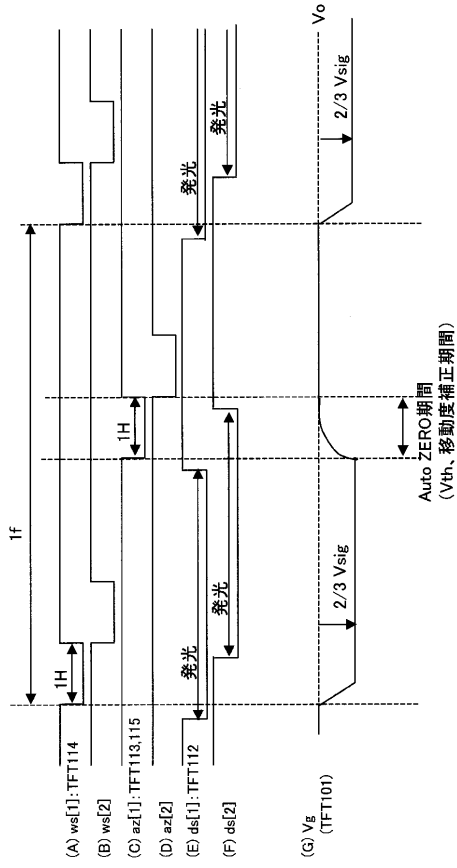 1f
(A) ws[1]:TFT114
1H
(B) ws[2]
(C) az[1]:TFT113,115
1H
(D) az[2]
(E) ds[1]:TFT112
発光
発光
(F) ds[2]
発光
発光
(G) Vg
(TFT101)
Vo
2/3 Vsig
2/3 Vsig
Auto ZERO期間
(Vth、移動度補正期間)